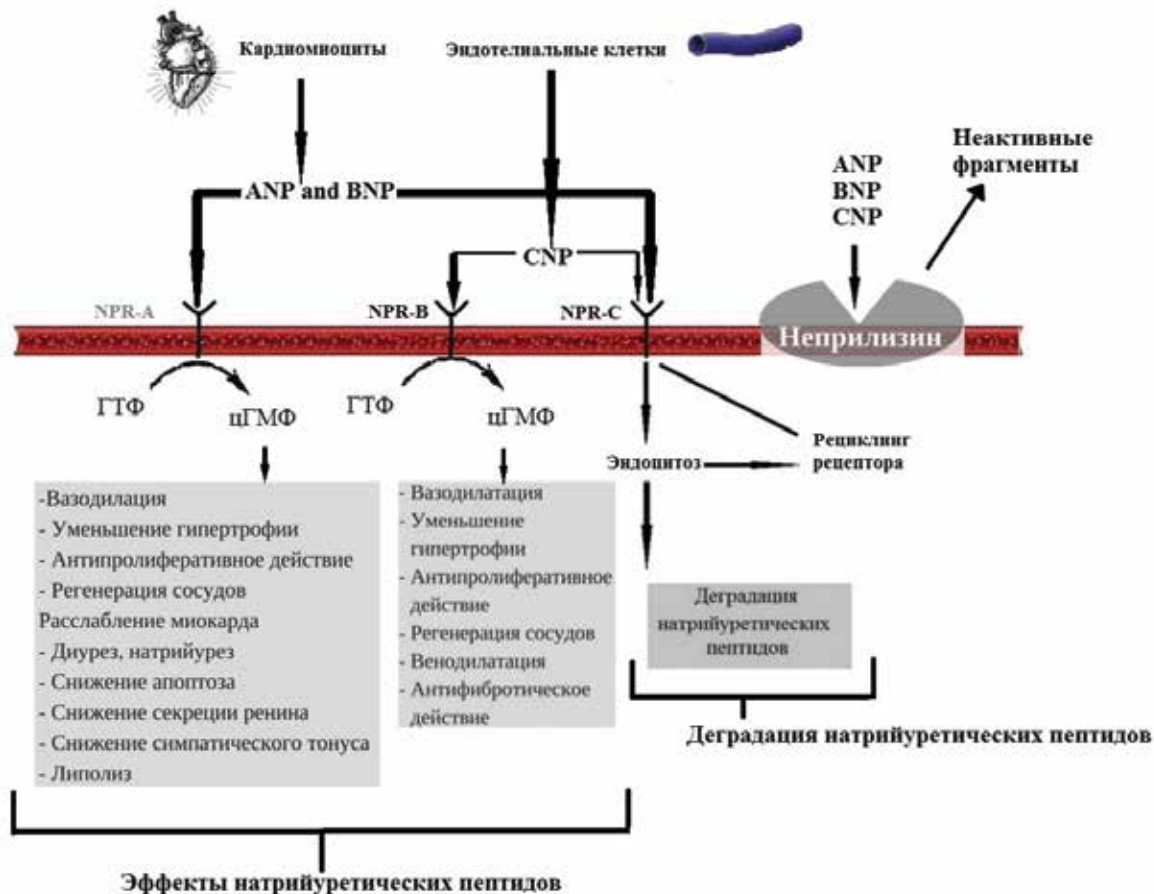 Кардиомиоциты
Эндотелиальные клетки
Неактивные
фрагменты
ANP
BNP
CNP
ANP and BNP
CNP
NPR-A
NPR-B
NPR-C
Неприлизин
ГТФ
цГМФ
ГТФ
цГМФ
Эндоцитоз
Рециклинг
рецептора
-Вазодилация
- Уменьшение гипертрофии
- Антипролиферативное действие
- Регенерация сосудов
Расслабление миокарда
- Диурез, натрийурез
- Снижение апоптоза
- Снижение секреции ренина
- Снижение симпатического тонуса
- Липолиз
- Вазодилатация
- Уменьшение
гипертрофии
- Антипролиферативное
действие
- Регенерация сосудов
- Венодилатация
- Антифибротическое
действие
Деградация
натрийуретических
пептидов
Деградация натрийуретических пептидов
Эффекты натрийуретических пептидов